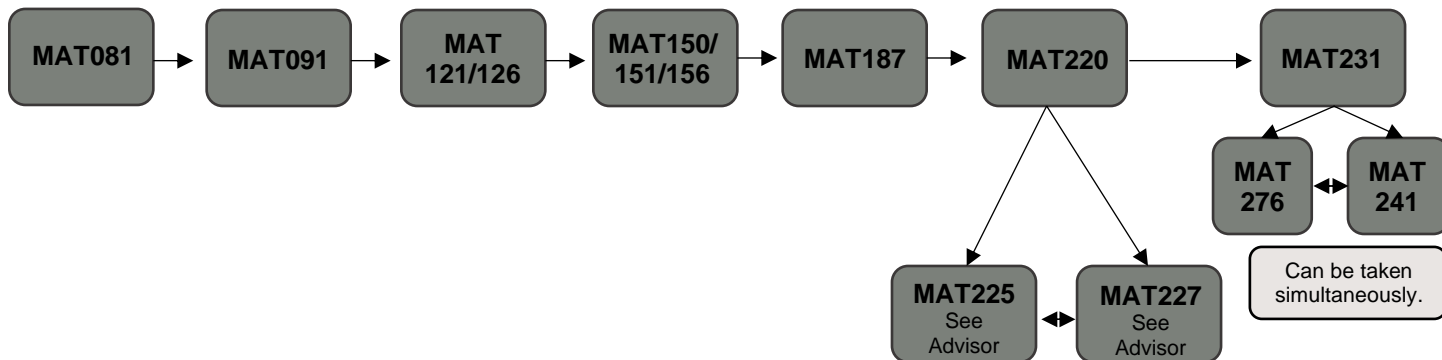 MAT081
MAT091
MAT
121/126
MAT150/
151/156
MAT187
MAT220
MAT231
MAT
276
MAT
241
Can be taken
simultaneously.
MAT225
See
Advisor
MAT227
See
Advisor